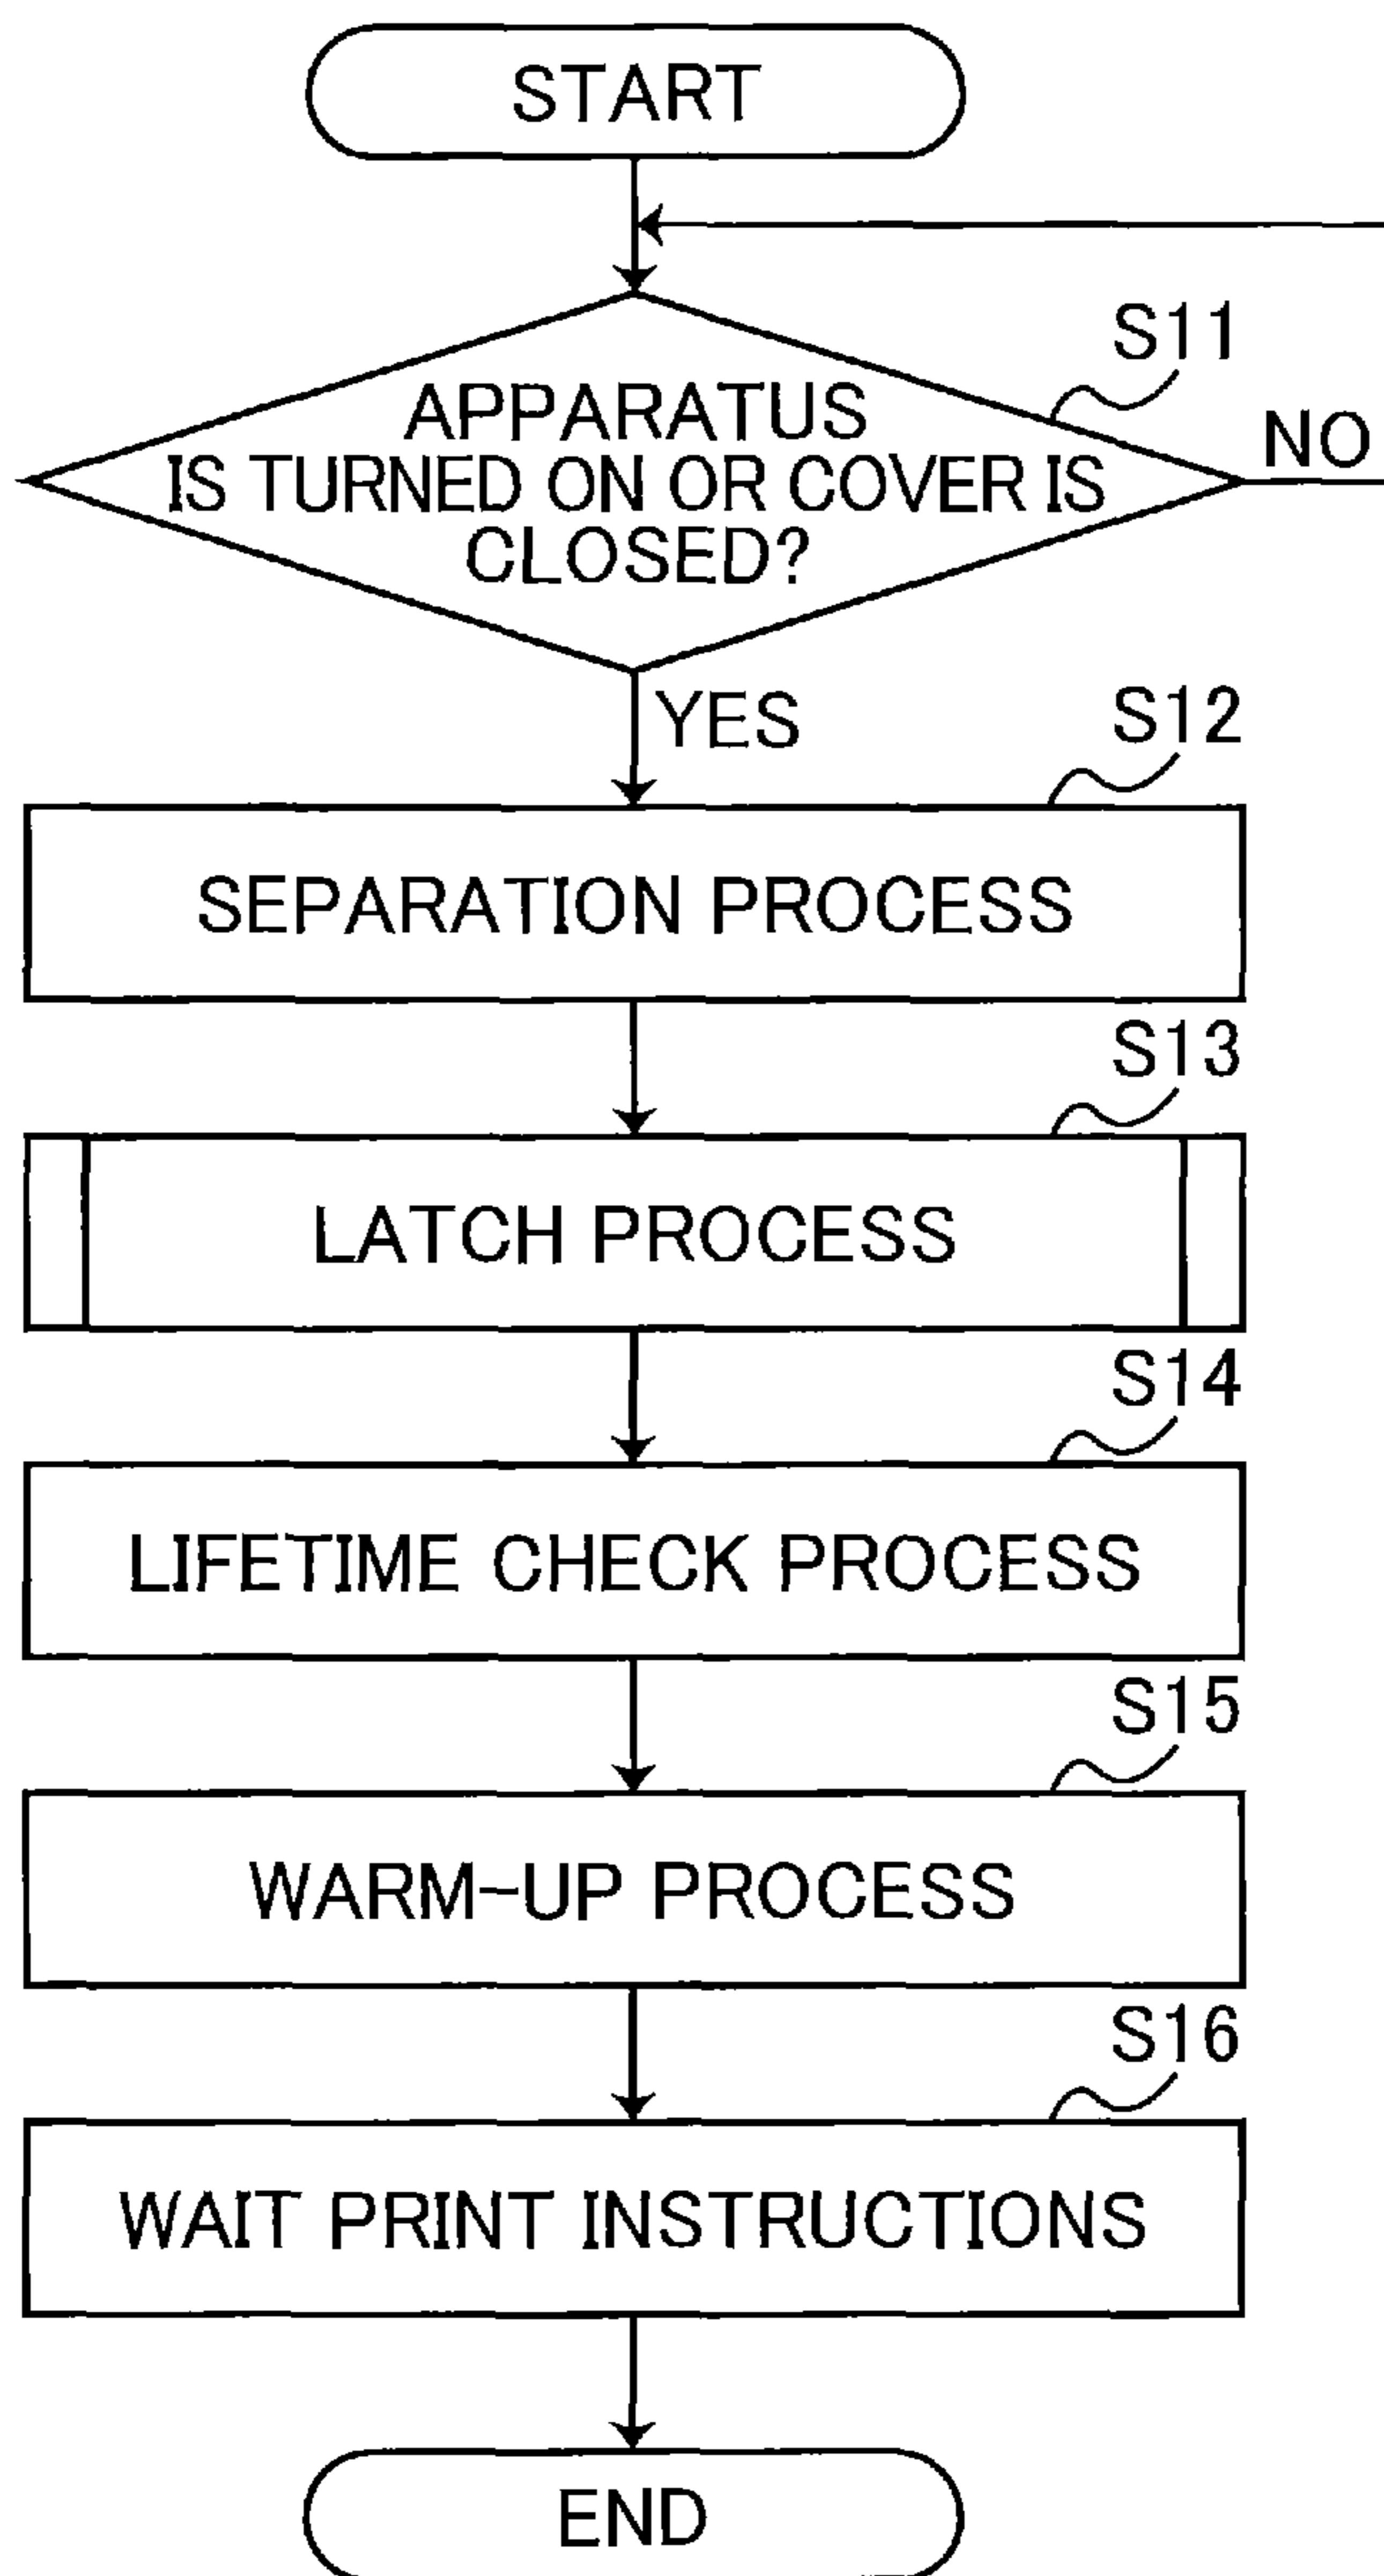 START
S11
APPARATUS
IS TURNED ON OR COVER IS
CLOSED?
NO
YES
S12
SEPARATION PROCESS
S13
LATCH PROCESS
S14
LIFETIME CHECK PROCESS
S15
WARM-UP PROCESS
S16
WAIT PRINT INSTRUCTIONS
END